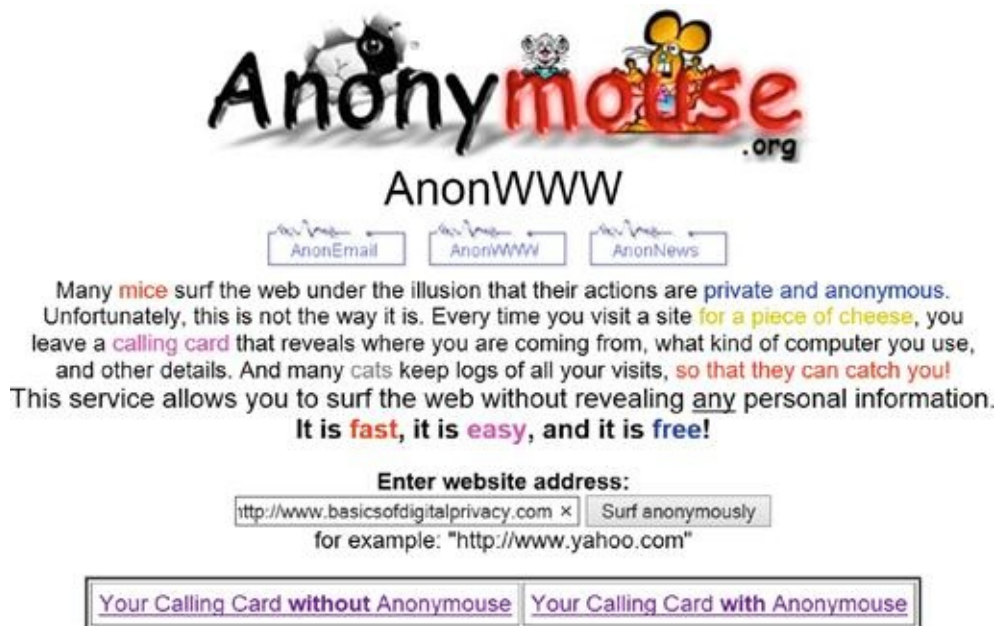 Anonymouse
.org
AnonWWW
AnonEmail AnonWWW AnonNews
Many mice surf the web under the illusion that their actions are private and anonymous.
Unfortunately, this is not the way it is. Every time you visit a site for a piece of cheese, you
leave a calling card that reveals where you are coming from, what kind of computer you use,
and other details. And many cats keep logs of all your visits, so that they can catch you!
This service allows you to surf the web without revealing any personal information.
It is fast, it is easy, and it is free!
Enter website address:
ttp://www.basicsofdigitalprivacy.com × Surf anonymously
for example: "http://www.yahoo.com"
Your Calling Card without Anonymouse Your Calling Card with Anonymouse